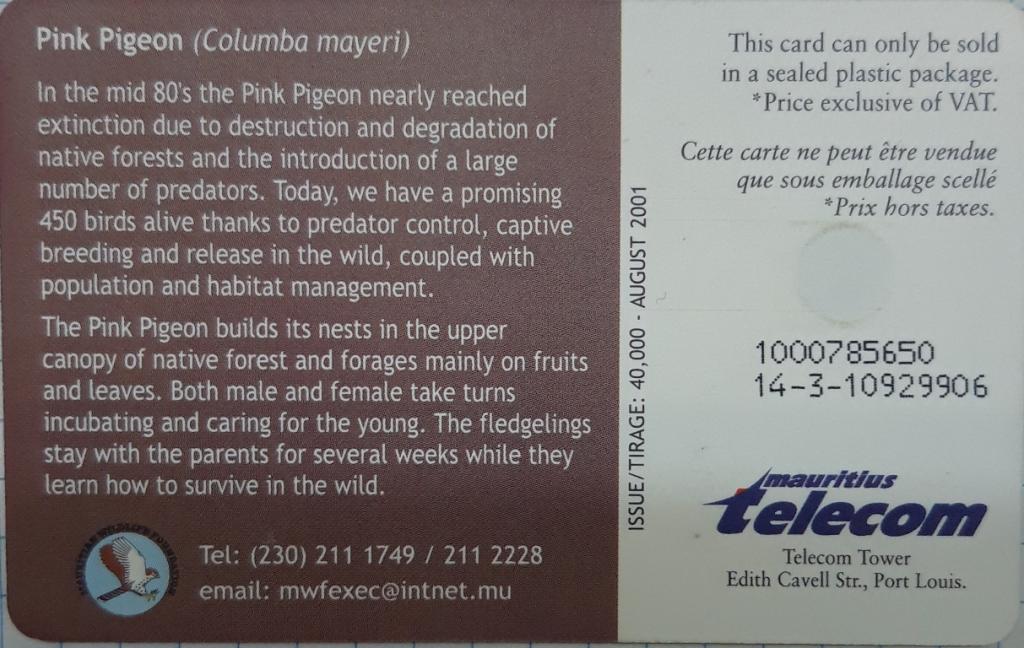 Pink Pigeon (Columba mayeri)
In the mid 80's the Pink Pigeon nearly reached
extinction due to destruction and degradation of
native forests and the introduction of a large
number of predators. Today, we have a promising
450 birds alive thanks to predator control, captive
breeding and release in the wild, coupled with
population and habitat management.
The Pink Pigeon builds its nests in the upper
canopy of native forest and forages mainly on fruits
and leaves. Both male and female take turns
incubating and caring for the young. The fledgelings
stay with the parents for several weeks while they
learn how to survive in the wild.
MAURITIAN WILDLIFE FOUNDATION
Tel: (230) 211 1749 / 211 2228
email: mwfexec@intnet.mu
ISSUE/TIRAGE: 40,000 - AUGUST 2001
This card can only be sold
in a sealed plastic package.
*Price exclusive of VAT.
Cette carte ne peut être vendue
que sous emballage scellé
*Prix hors taxes.
1000785650
14-3-10929906
mauritius
telecom
Telecom Tower
Edith Cavell Str., Port Louis.